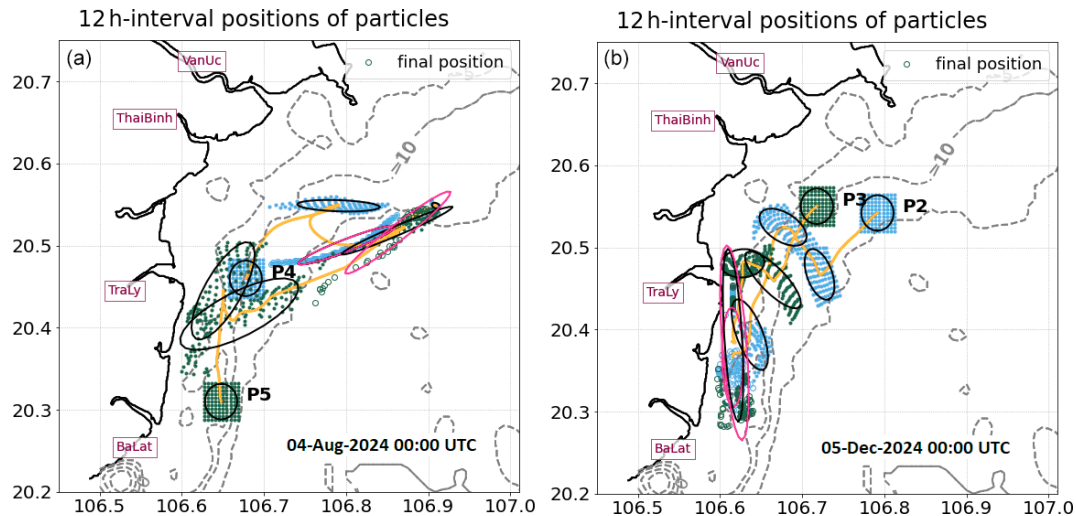 12 h-interval positions of particles
(a)
VanUc
final position
ThaiBinh
-10
P4
TraLy
P5
BaLat
04-Aug-2024 00:00 UTC
20.7
20.6
20.5
20.4
20.3
20.2
106.5 106.6 106.7 106.8 106.9 107.0
12 h-interval positions of particles
(b)
VanUc
final position
ThaiBinh
-10
P3
P2
TraLy
BaLat
05-Dec-2024 00:00 UTC
20.7
20.6
20.5
20.4
20.3
20.2
106.5 106.6 106.7 106.8 106.9 107.0